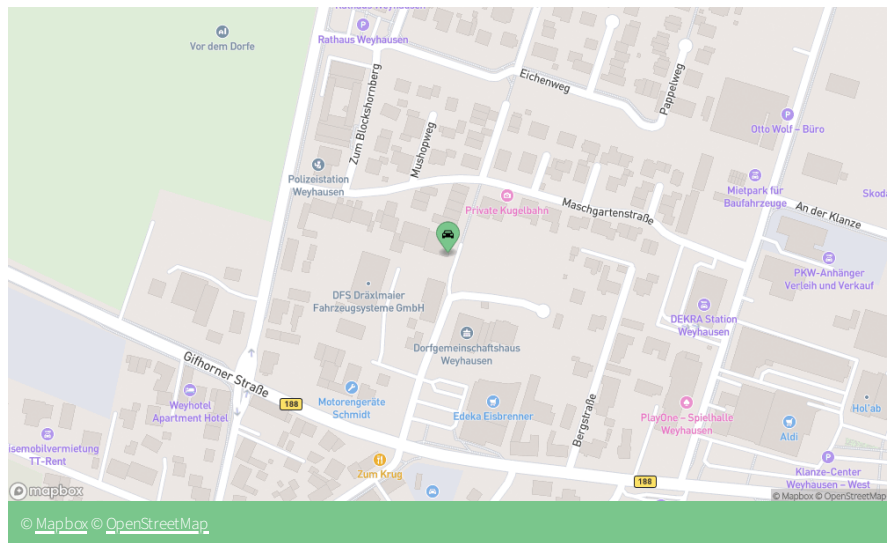 Rathaus Weyhausen
Rathaus Weyhausen
Vor dem Dorfe
Eichenweg
Pappelweg
Zum Blockshornberg
Mushopweg
Otto Wolf – Büro
Polizeistation
Weyhausen
Mietpark für
Baufahrzeuge
Skoda
Private Kugelbahn
Maschgartenstraße
An der Klanze
PKW-Anhänger
Verleih und Verkauf
DFS Dräxlmaier
Fahrzeugsysteme GmbH
DEKRA Station
Weyhausen
Dorfgemeinschaftshaus
Weyhausen
Gifhorner Straße
188
Weyhotel
Apartment Hotel
Motorengeräte
Schmidt
Edeka Eisbrenner
Bergstraße
PlayOne – Spielhalle
Weyhausen
Hol'ab
Aldi
isemobilvermietung
TT-Rent
Zum Krug
188
Klanze-Center
Weyhausen – West
mapbox
© Mapbox © OpenStreetMap
© Mapbox © OpenStreetMap